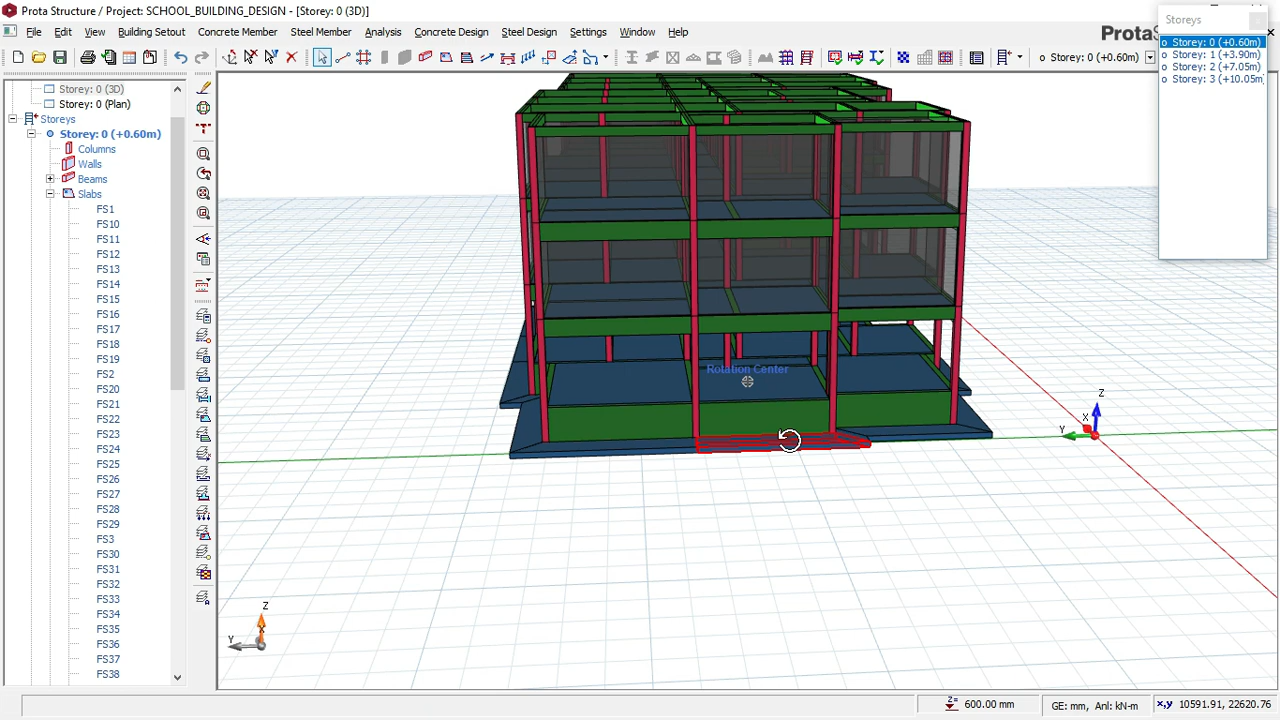 Prota Structure / Project: SCHOOL_BUILDING_DESIGN - [Storey: 0 (3D)]
File Edit View Building Setout Concrete Member Steel Member Analysis Concrete Design Steel Design Settings Window Help
Storey: 0 (+0.60m)
Storeys
Storey: 0 (+0.60m)
Storey: 1 (+3.90m)
Storey: 2 (+7.05m)
Storey: 3 (+10.05m
Storey: 0 (3D)
Storey: 0 (Plan)
Storeys
Storey: 0 (+0.60m)
Columns
Walls
Beams
Slabs
FS1
FS10
FS11
FS12
FS13
FS14
FS15
FS16
FS17
FS18
FS19
FS2
FS20
FS21
FS22
FS23
FS24
FS25
FS26
FS27
FS28
FS29
FS3
FS30
FS31
FS32
FS33
FS34
FS35
FS36
FS37
FS38
Rotation Center
Z
X
Y
Z
Y
Z= 600.00 mm
GE: mm, Anl: kN-m
x,y 10591.91, 22620.76